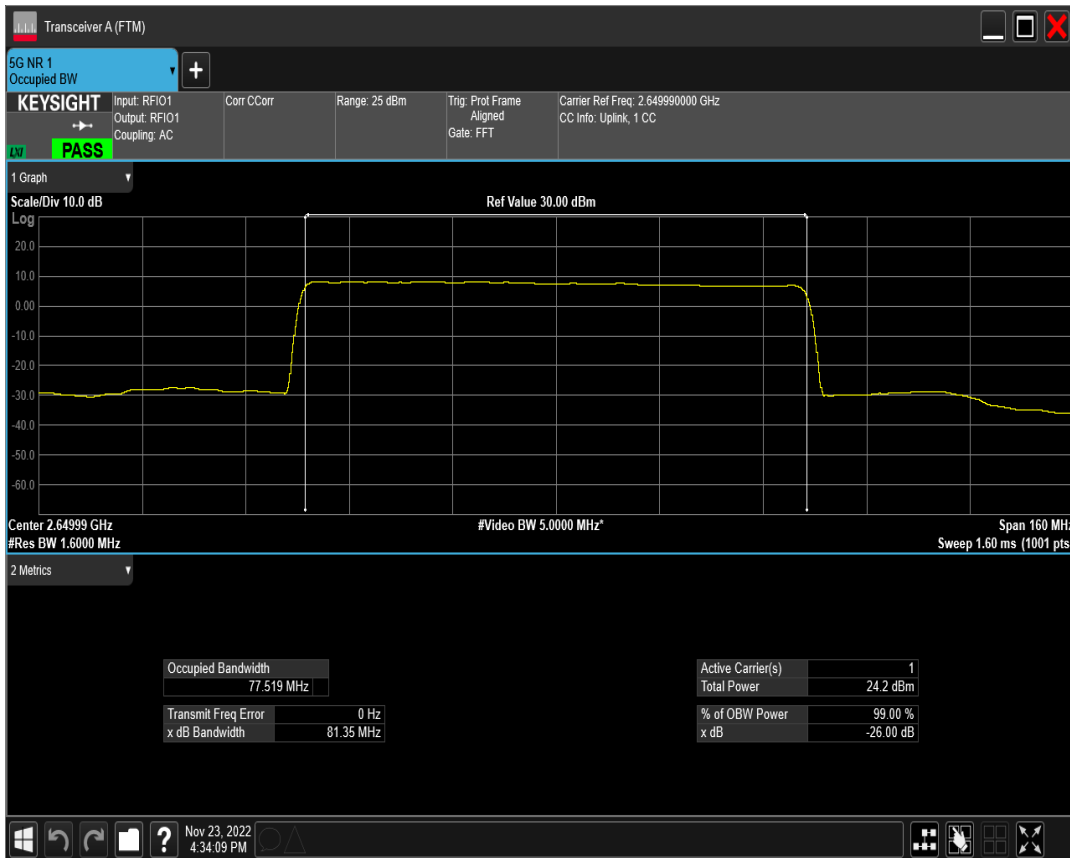 Transceiver A (FTM)
5G NR 1
Occupied BW
+
KEYSIGHT
LXI
PASS
Input: RFIO1
Output: RFIO1
Coupling: AC
Corr CCorr
Range: 25 dBm
Trig: Prot Frame
Aligned
Gate: FFT
Carrier Ref Freq: 2.649990000 GHz
CC Info: Uplink, 1 CC
1 Graph
Scale/Div 10.0 dB
Ref Value 30.00 dBm
Log
20.0
10.0
0.00
-10.0
-20.0
-30.0
-40.0
-50.0
-60.0
Center 2.64999 GHz
#Video BW 5.0000 MHz*
Span 160 MHz
#Res BW 1.6000 MHz
Sweep 1.60 ms (1001 pts
2 Metrics
Occupied Bandwidth
77.519 MHz
Transmit Freq Error 0 Hz
x dB Bandwidth 81.35 MHz
Active Carrier(s) 1
Total Power 24.2 dBm
% of OBW Power 99.00 %
x dB -26.00 dB
?
Nov 23, 2022
4:34:09 PM